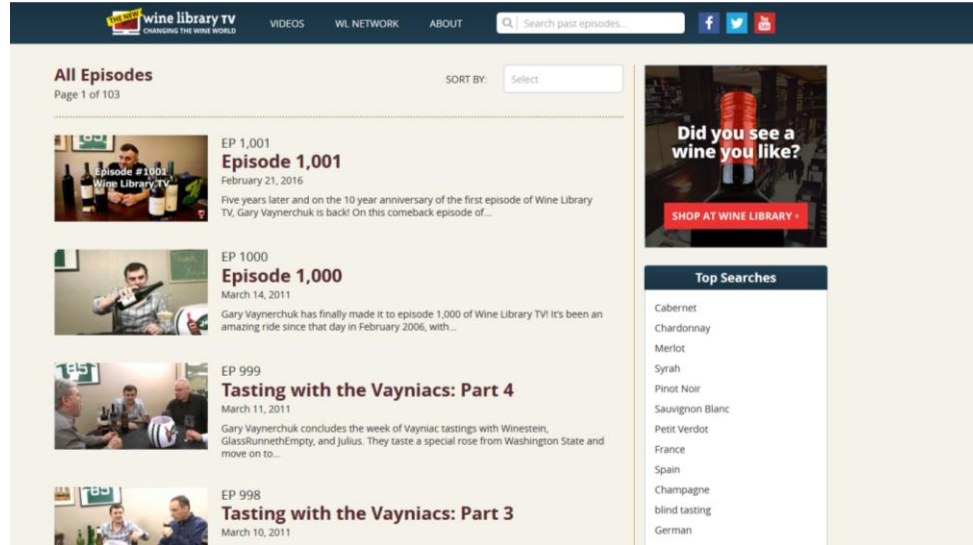 THE NEW wine library TV
CHANGING THE WINE WORLD
VIDEOS
WL NETWORK
ABOUT
Search past episodes...
f
You
Tube
All Episodes
Page 1 of 103
SORT BY:
Select
85
Episode #1001
Wine Library TV
EP 1,001
Episode 1,001
February 21, 2016
Five years later and on the 10 year anniversary of the first episode of Wine Library
TV, Gary Vaynerchuk is back! On this comeback episode of...
Thank
EP 1000
Episode 1,000
March 14, 2011
Gary Vaynerchuk has finally made it to episode 1,000 of Wine Library TV! It's been an
amazing ride since that day in February 2006, with...
85
EP 999
Tasting with the Vayniacs: Part 4
March 11, 2011
Gary Vaynerchuk concludes the week of Vayniac tastings with Winestein,
GlassRunnethEmpty, and Julius. They taste a special rose from Washington State and
move on to...
85
EP 998
Tasting with the Vayniacs: Part 3
March 10, 2011
Did you see a
wine you like?
SHOP AT WINE LIBRARY ›
Top Searches
Cabernet
Chardonnay
Merlot
Syrah
Pinot Noir
Sauvignon Blanc
Petit Verdot
France
Spain
Champagne
blind tasting
German